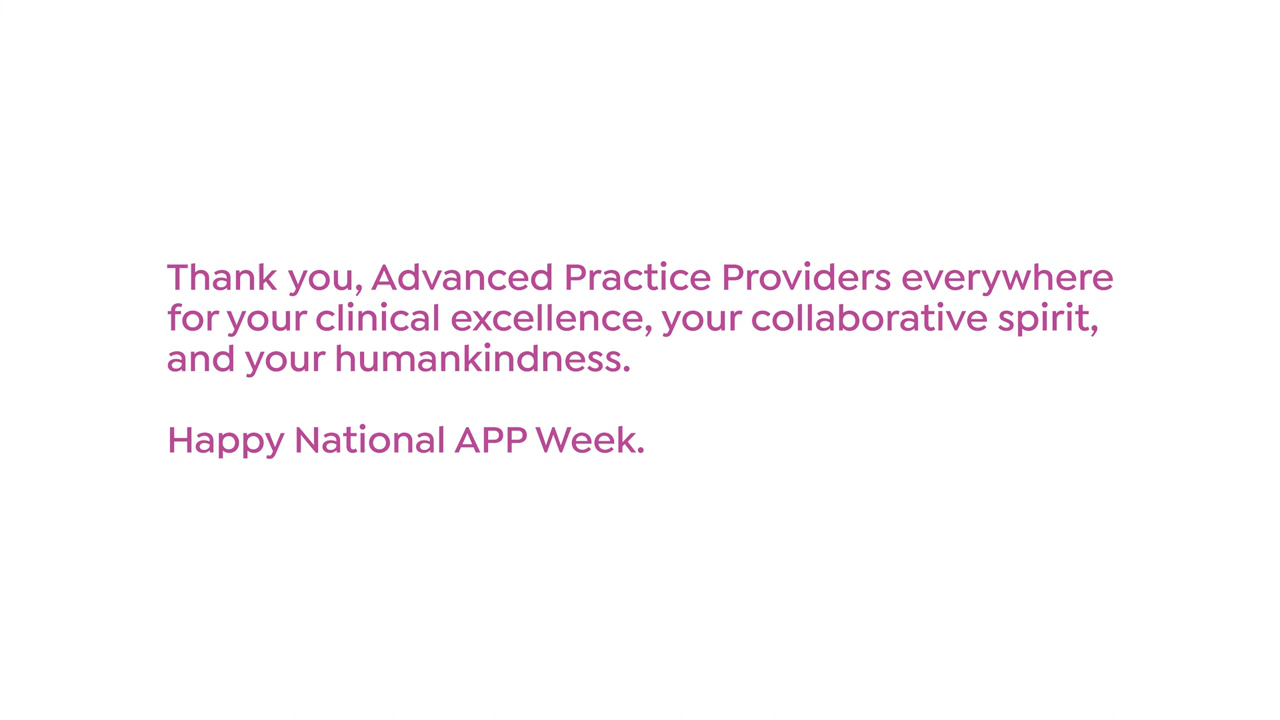 Thank you, Advanced Practice Providers everywhere
for your clinical excellence, your collaborative spirit,
and your humankindness.
Happy National APP Week.